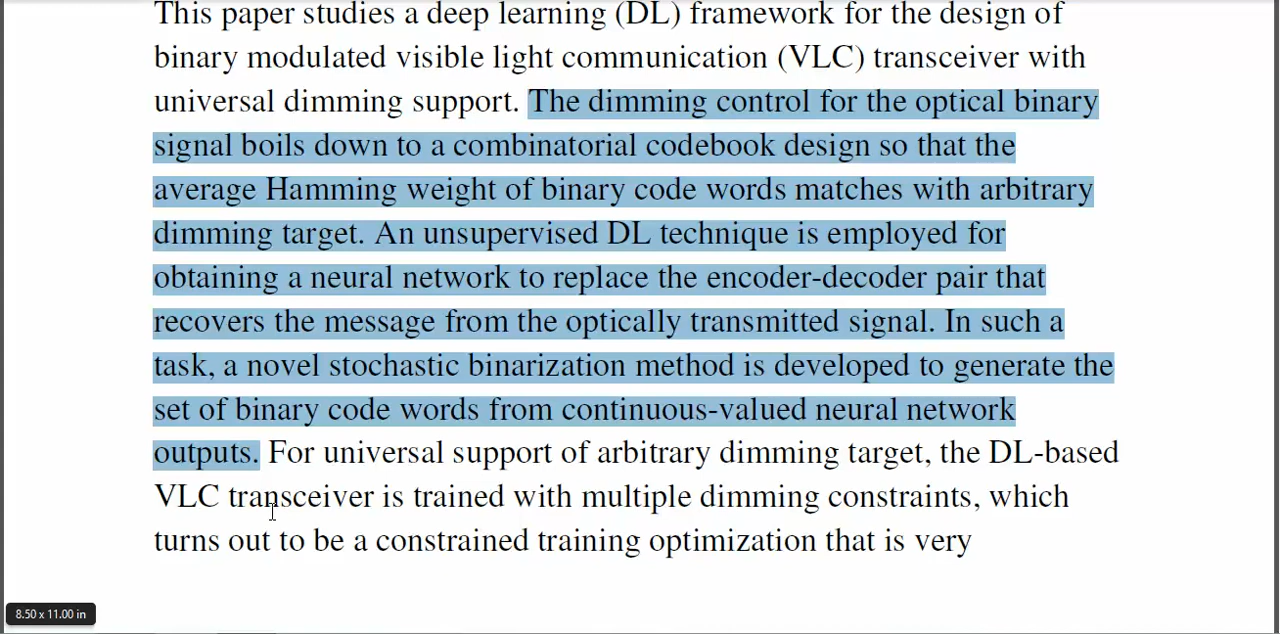 This paper studies a deep learning (DL) framework for the design of
binary modulated visible light communication (VLC) transceiver with
universal dimming support. The dimming control for the optical binary
signal boils down to a combinatorial codebook design so that the
average Hamming weight of binary code words matches with arbitrary
dimming target. An unsupervised DL technique is employed for
obtaining a neural network to replace the encoder-decoder pair that
recovers the message from the optically transmitted signal. In such a
task, a novel stochastic binarization method is developed to generate the
set of binary code words from continuous-valued neural network
outputs. For universal support of arbitrary dimming target, the DL-based
VLC transceiver is trained with multiple dimming constraints, which
turns out to be a constrained training optimization that is very
8.50 x 11.00 in